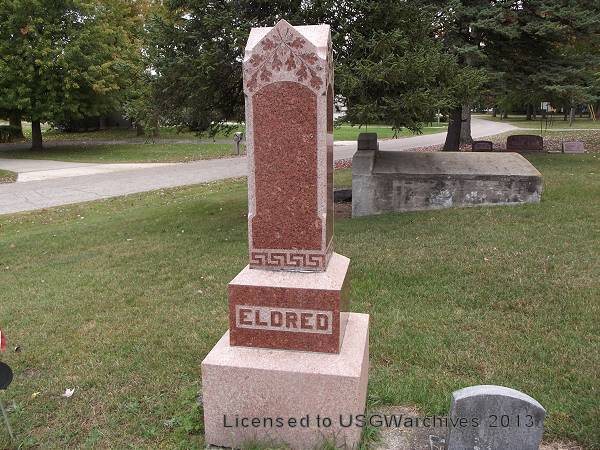 ELDRED
Licensed to USGWarchives 2013